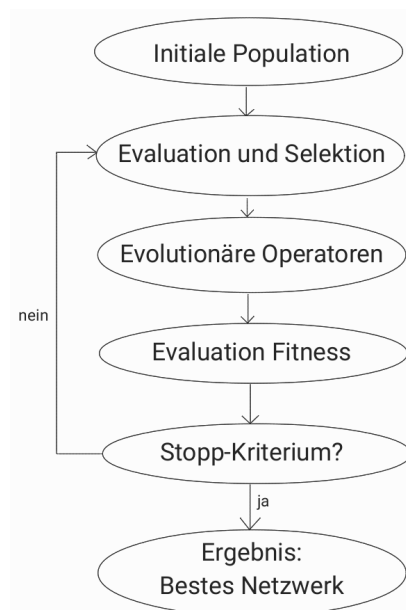 Initiale Population
Evaluation und Selektion
Evolutionäre Operatoren
nein
Evaluation Fitness
Stopp-Kriterium?
ja
Ergebnis:
Bestes Netzwerk